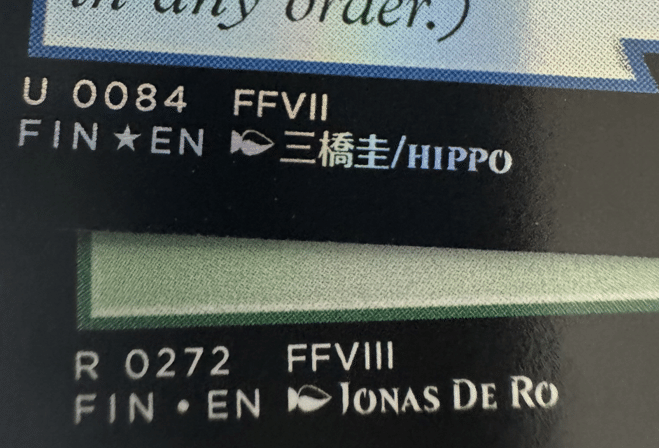 in any order.)
U 0084 FFVII
FIN★EN 三橋圭/HIPPO
R 0272 FFVIII
FIN • EN JONAS DE RO